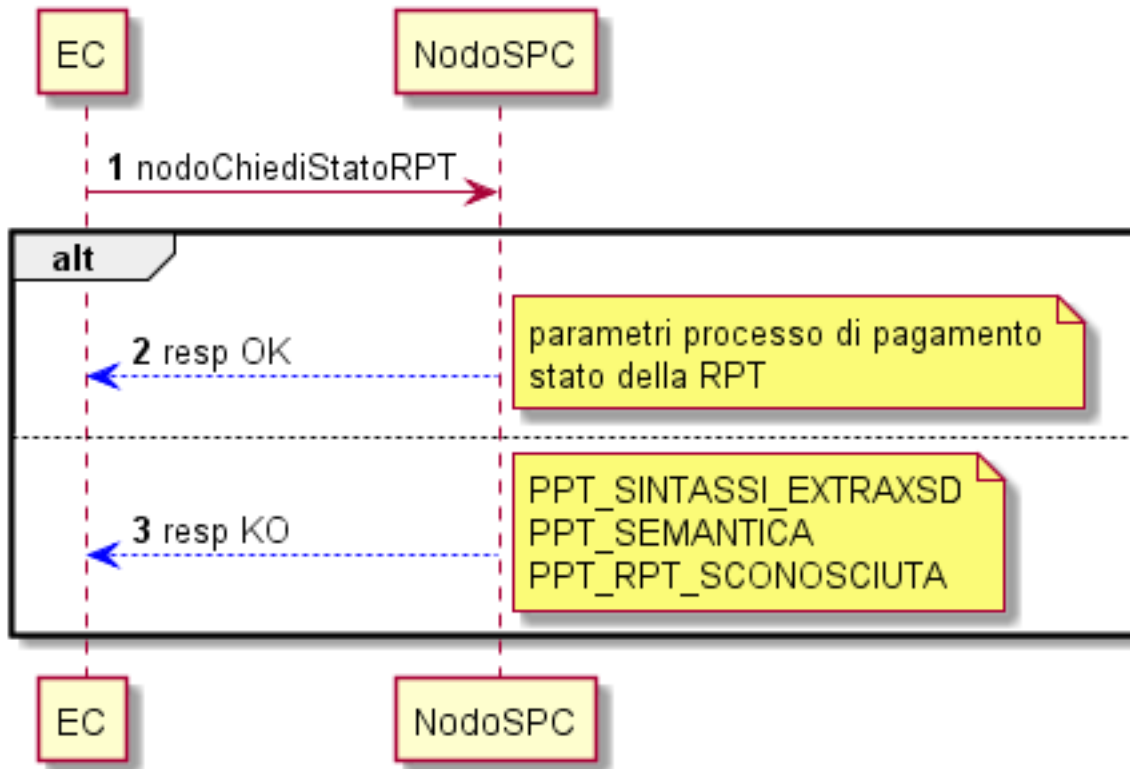 EC
NodoSPC
1 nodoChiediStatoRPT
alt
2 resp OK
parametri processo di pagamento
stato della RPT
3 resp KO
PPT_SINTASSI_EXTRAXSD
PPT_SEMANTICA
PPT_RPT_SCONOSCIUTA
EC
NodoSPC